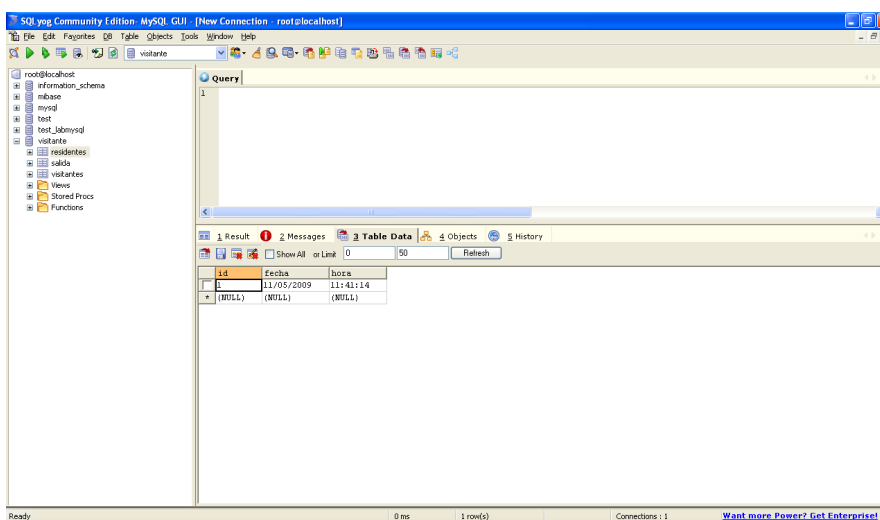 SQLyog Community Edition- MySQL GUI - [New Connection - root@localhost]
File Edit Favorites DB Table Objects Tools Window Help
visitante
root@localhost
information_schema
mibase
mysql
test
test_labmysql
visitante
residentes
salida
visitantes
Views
Stored Procs
Functions
Query
1
1 Result 2 Messages 3 Table Data 4 Objects 5 History
Show All or Limit 0 50 Refresh
id fecha hora
1 11/05/2009 11:41:14
* (NULL) (NULL) (NULL)
Ready 0 ms 1 row(s) Connections : 1 Want more Power? Get Enterprise!